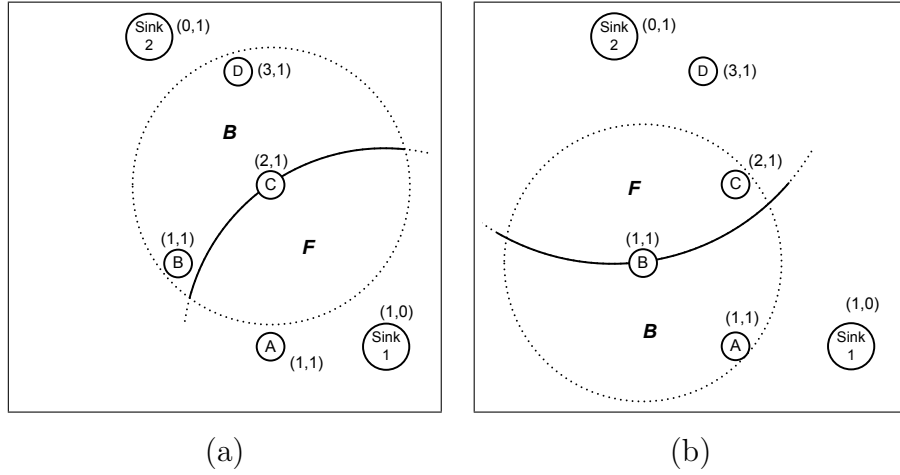 Sink
2
(0,1)
D
(3,1)
B
(2,1)
C
(1,1)
B
F
(1,0)
A
Sink
1
(1,1)
(a)
Sink
2
(0,1)
D
(3,1)
F
(2,1)
C
(1,1)
B
(1,0)
B
(1,1)
A
Sink
1
(b)